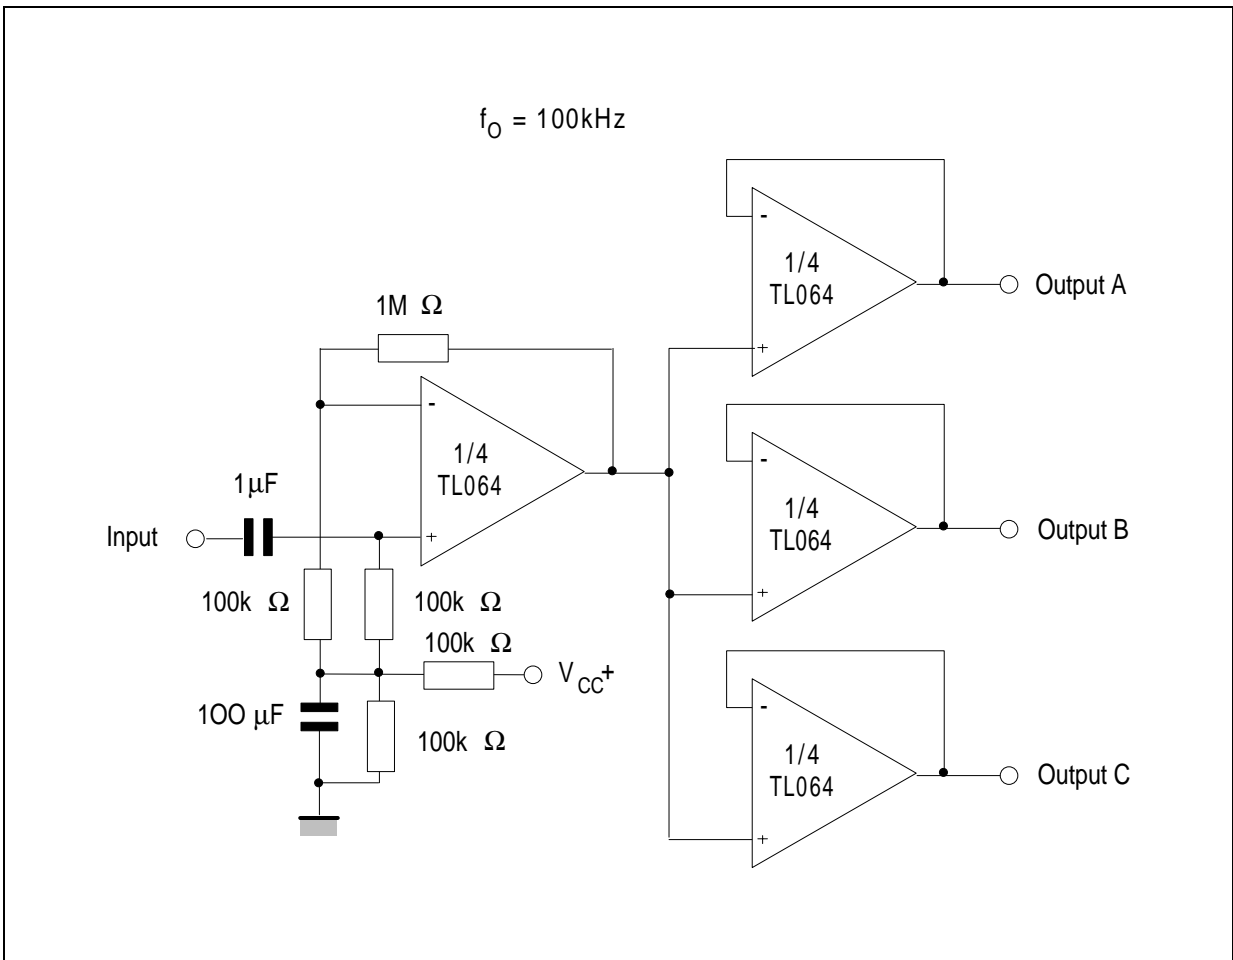 f_O = 100kHz
-
1/4
TL064
+
Output A
1M Ω
-
1/4
TL064
+
1µF
Input
100k Ω
100k Ω
100k Ω
V_CC+
100 µF
100k Ω
-
1/4
TL064
+
Output B
-
1/4
TL064
+
Output C